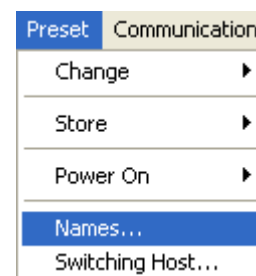 Preset Communication
Change
Store
Power On
Names...
Switching Host...